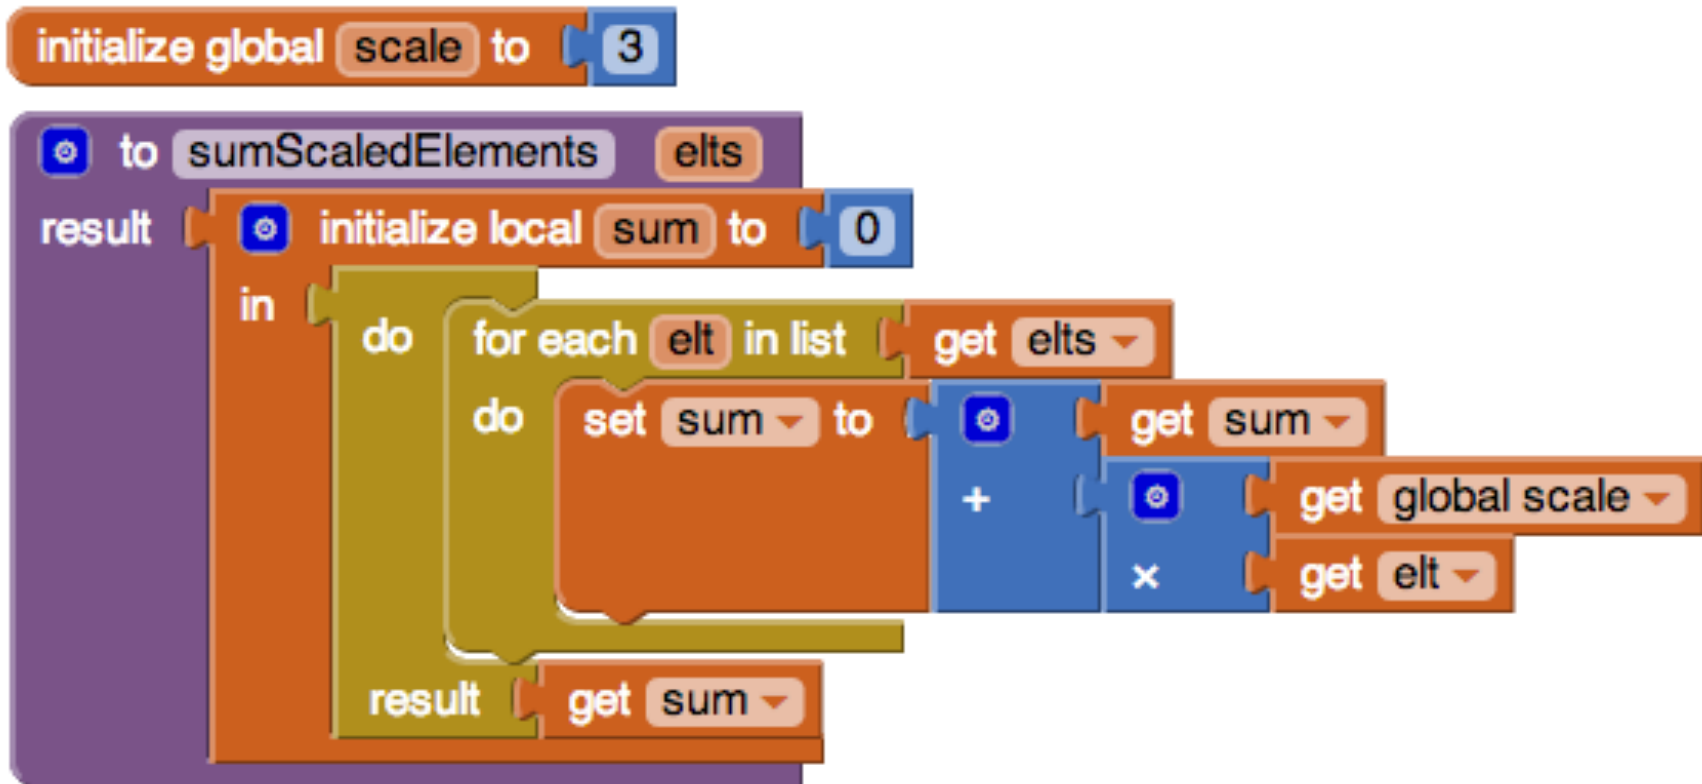 initialize global scale to 3
to sumScaledElements elts
result initialize local sum to 0
in
do for each elt in list get elts
do set sum to get sum
+ get global scale
× get elt
result get sum